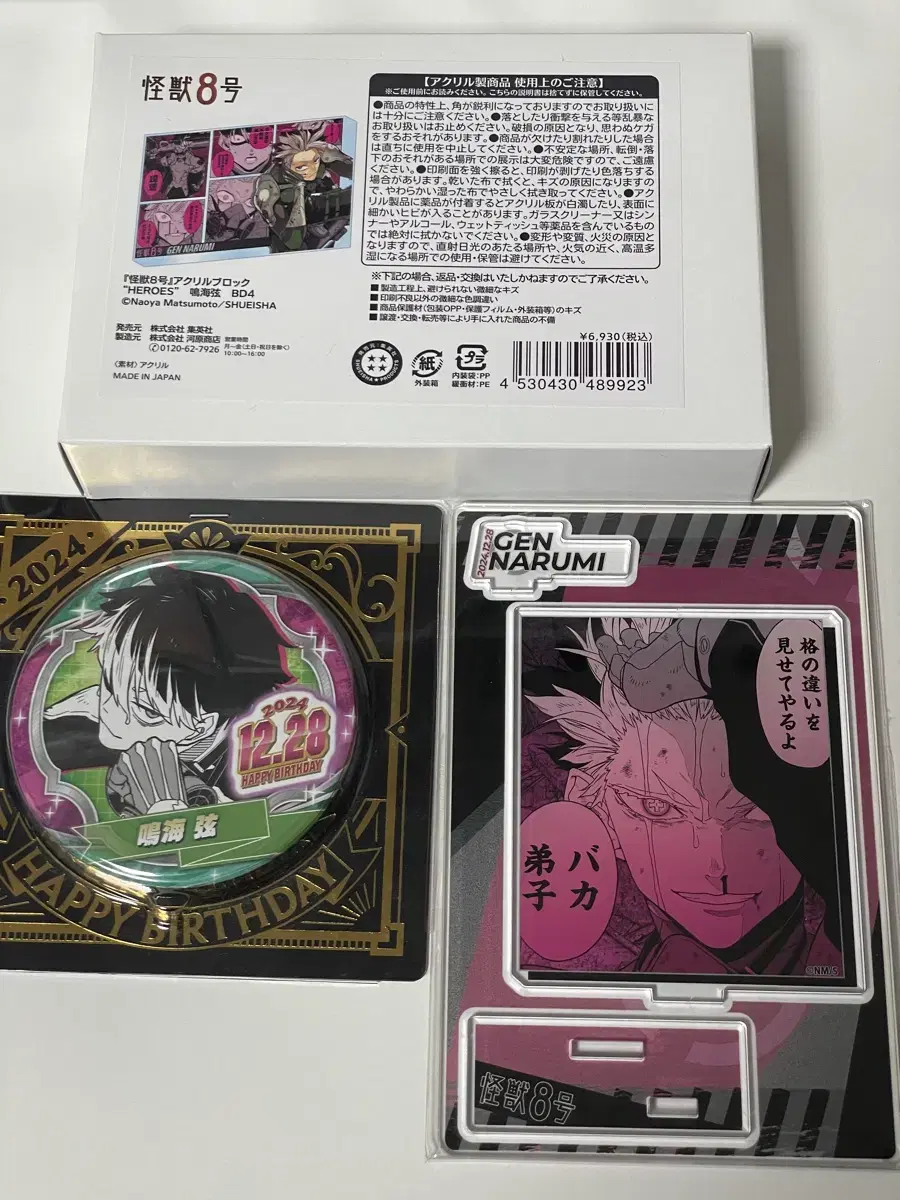 怪獣8号
GEN NARUMI
『怪獣8号』アクリルブロック
"HEROES" 鳴海弦 BD4
©Naoya Matsumoto／SHUEISHA
発売元 株式会社 集英社
製造元 株式会社 河原商店
0120-62-7926
営業時間
月～金(土日・祝日を除く)
10:00～16:00
〈素材〉アクリル
MADE IN JAPAN
【アクリル製商品 使用上のご注意】
※ご使用前にお読みください。こちらの説明書は捨てずに保管してください。
●商品の特性上、角が鋭利になっておりますのでお取り扱いに
は十分にご注意ください。●落としたり衝撃を与える等乱暴な
お取り扱いはお止めください。破損の原因となり、思わぬケガ
をするおそれがあります。●商品が欠けたり割れたりした場合
は直ちに使用を中止してください。●不安定な場所、転倒・落
下のおそれがある場所での展示は大変危険ですので、ご遠慮
ください。●印刷面を強く擦ると、印刷が剥げたり色落ちする
場合があります。乾いた布で拭くと、キズの原因になりますの
で、やわらかい湿った布でやさしく拭き取ってください。●アク
リル製品に薬品が付着するとアクリル板が白濁したり、表面に
細かいヒビが入ることがあります。ガラスクリーナー又はシン
ナーやアルコール、ウェットティッシュ等薬品を含んでいるもの
では絶対に拭かないでください。●変形や変質、火災の原因と
なりますので、直射日光のあたる場所や、火気の近く、高温多
湿になる場所での使用・保管は避けてください。
※下記の場合、返品・交換はいたしかねますのでご了承ください。
■製造工程上、避けられない微細なキズ
■印刷不良以外の微細な色調違い
■商品保護材(包装OPP・保護フィルム・外装箱等)のキズ
■譲渡・交換・転売等により手に入れた商品の不備
¥6,930(税込)
紙
外装箱
プラ
内装袋:PP
緩衝材:PE
4 530430 489923
2024
2024
12.28
HAPPY BIRTHDAY
鳴海 弦
HAPPY BIRTHDAY
2024.12.28
GEN
NARUMI
格の違いを
見せてやるよ
バカ
弟子
©N.M/S
怪獣8号